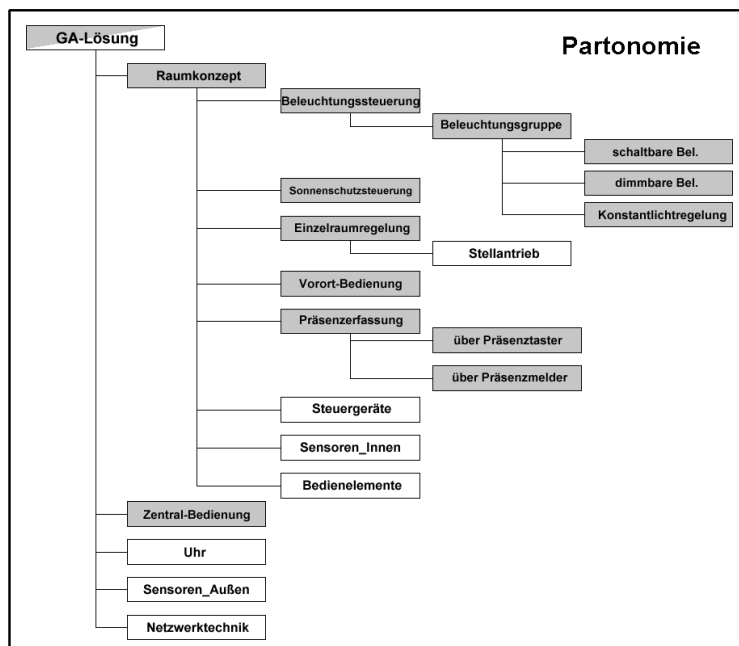 GA-Lösung
Partonomie
Raumkonzept
Beleuchtungssteuerung
Beleuchtungsgruppe
schaltbare Bel.
dimmbare Bel.
Konstantlichtregelung
Sonnenschutzsteuerung
Einzelraumregelung
Stellantrieb
Vorort-Bedienung
Präsenzerfassung
über Präsenztaster
über Präsenzmelder
Steuergeräte
Sensoren_Innen
Bedienelemente
Zentral-Bedienung
Uhr
Sensoren_Außen
Netzwerktechnik